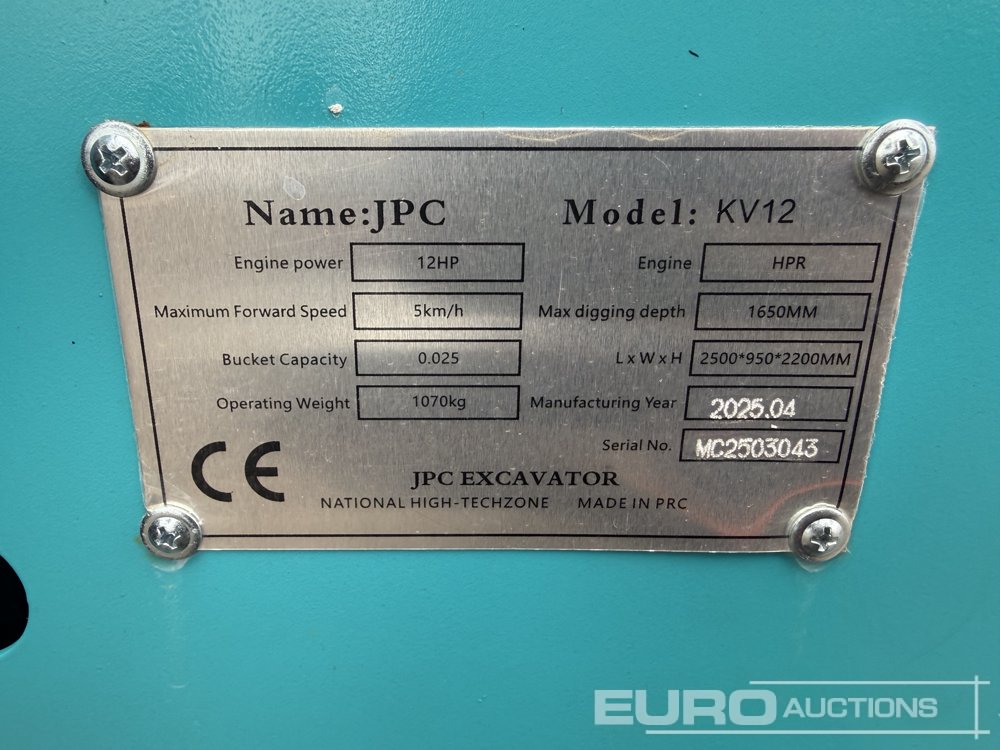 Name:JPC Model: KV12
Engine power 12HP Engine HPR
Maximum Forward Speed 5km/h Max digging depth 1650MM
Bucket Capacity 0.025 L x W x H 2500*950*2200MM
Operating Weight 1070kg Manufacturing Year 2025.04
Serial No. MC2503043
CE
JPC EXCAVATOR
NATIONAL HIGH-TECHZONE MADE IN PRC
EURO AUCTIONS